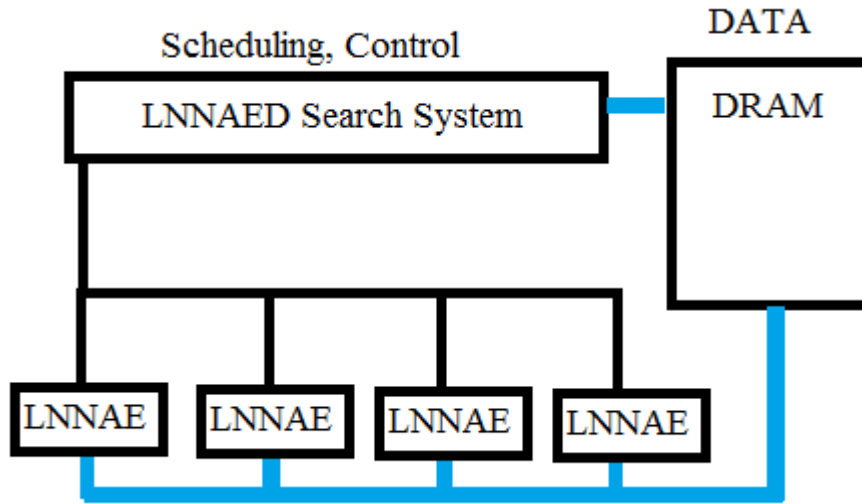 DATA
Scheduling, Control
LNNAED Search System
DRAM
LNNAE
LNNAE
LNNAE
LNNAE